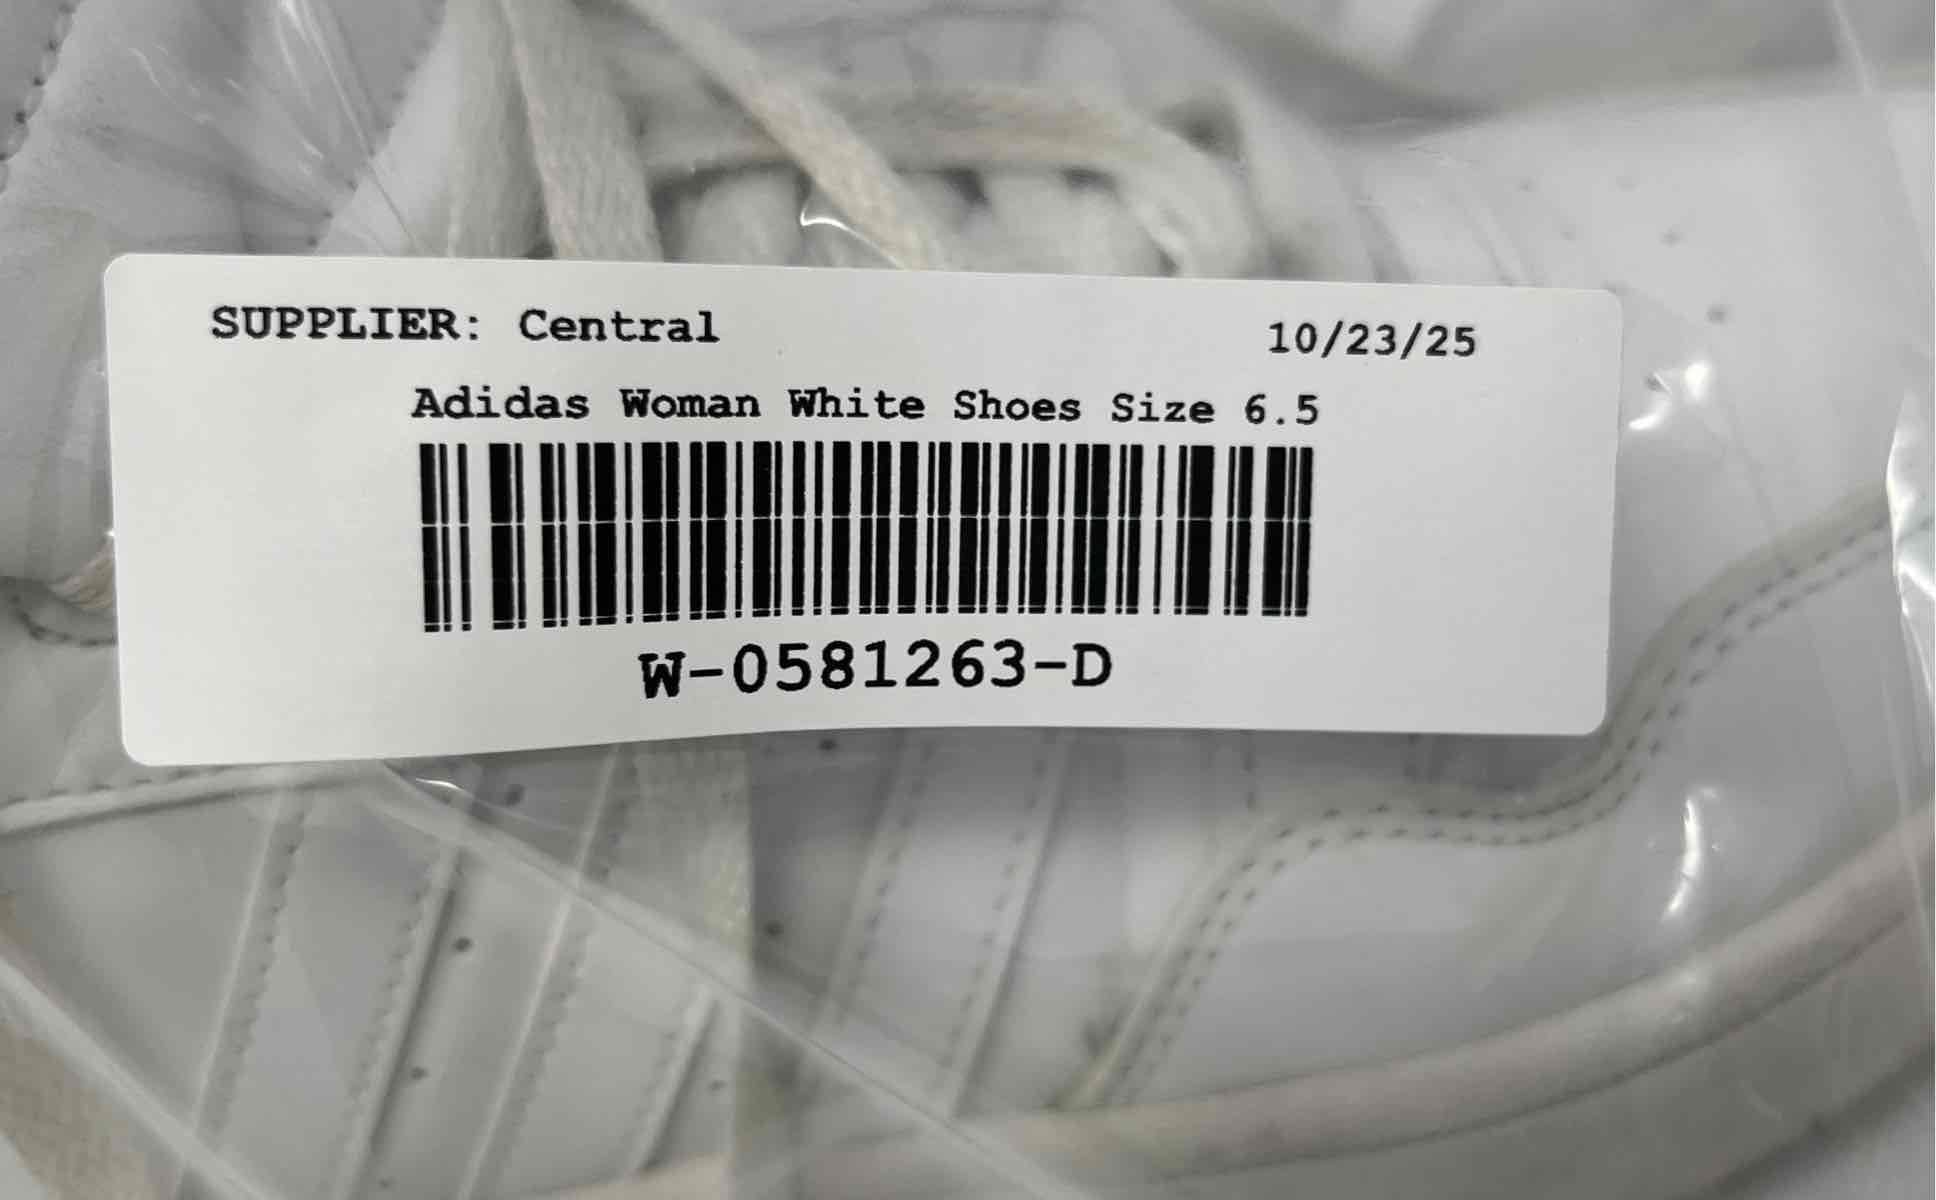 SUPPLIER: Central 10/23/25
Adidas Woman White Shoes Size 6.5
W-0581263-D